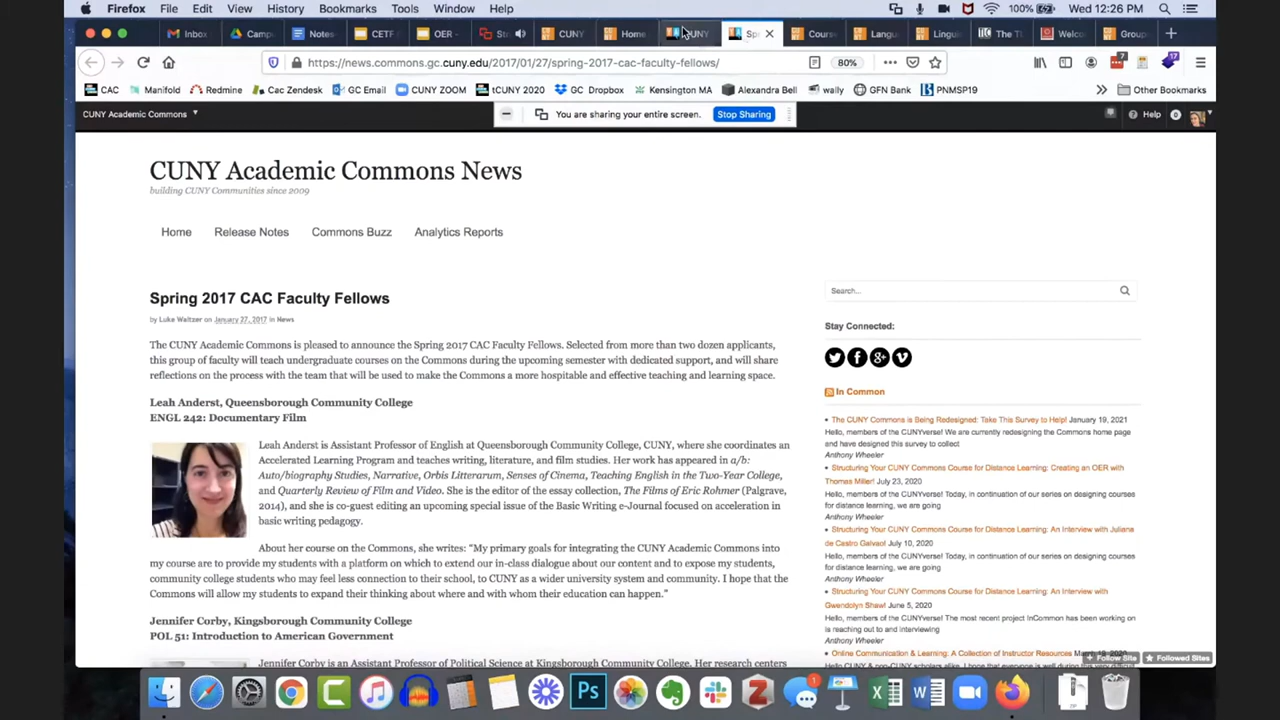 Firefox File Edit View History Bookmarks Tools Window Help 100% Wed 12:26 PM
Inbox Camp Notes CETF OER - CUNY Home CUNY Sp Cours Langu Lingui The T Welco Group
https://news.commons.gc.cuny.edu/2017/01/27/spring-2017-cac-faculty-fellows/ 80%
CAC Manifold Redmine Cac Zendesk GC Email CUNY ZOOM tCUNY 2020 GC Dropbox Kensington MA Alexandra Bell wally GFN Bank PNMSP19 Other Bookmarks
CUNY Academic Commons You are sharing your entire screen. Stop Sharing Help 0
CUNY Academic Commons News
building CUNY Communities since 2009
Home Release Notes Commons Buzz Analytics Reports
Spring 2017 CAC Faculty Fellows
by Luke Waltzer on January 27, 2017 in News
The CUNY Academic Commons is pleased to announce the Spring 2017 CAC Faculty Fellows. Selected from more than two dozen applicants,
this group of faculty will teach undergraduate courses on the Commons during the upcoming semester with dedicated support, and will share
reflections on the process with the team that will be used to make the Commons a more hospitable and effective teaching and learning space.
Leah Anderst, Queensborough Community College
ENGL 242: Documentary Film
Leah Anderst is Assistant Professor of English at Queensborough Community College, CUNY, where she coordinates an
Accelerated Learning Program and teaches writing, literature, and film studies. Her work has appeared in a/b:
Auto/biography Studies, Narrative, Orbis Litterarum, Senses of Cinema, Teaching English in the Two-Year College,
and Quarterly Review of Film and Video. She is the editor of the essay collection, The Films of Eric Rohmer (Palgrave,
2014), and she is co-guest editing an upcoming special issue of the Basic Writing e-Journal focused on acceleration in
basic writing pedagogy.
About her course on the Commons, she writes: "My primary goals for integrating the CUNY Academic Commons into
my course are to provide my students with a platform on which to extend our in-class dialogue about our content and to expose my students,
community college students who may feel less connection to their school, to CUNY as a wider university system and community. I hope that the
Commons will allow my students to expand their thinking about where and with whom their education can happen."
Jennifer Corby, Kingsborough Community College
POL 51: Introduction to American Government
Jennifer Corby is an Assistant Professor of Political Science at Kingsborough Community College. Her research centers
Search...
Stay Connected:
In Common
• The CUNY Commons is Being Redesigned: Take This Survey to Help! January 19, 2021
Hello, members of the CUNYverse! We are currently redesigning the Commons home page
and have designed this survey to collect
Anthony Wheeler
• Structuring Your CUNY Commons Course for Distance Learning: Creating an OER with
Thomas Miller! July 23, 2020
Hello, members of the CUNYverse! Today, in continuation of our series on designing courses
for distance learning, we are going
Anthony Wheeler
• Structuring Your CUNY Commons Course for Distance Learning: An Interview with Juliana
de Castro Galvao! July 10, 2020
Hello, members of the CUNYverse! Today, in continuation of our series on designing courses
for distance learning, we are going
Anthony Wheeler
• Structuring Your CUNY Commons Course for Distance Learning: An Interview with
Gwendolyn Shaw! June 5, 2020
Hello, members of the CUNYverse! The most recent project InCommon has been working on
is reaching out to and interviewing
Anthony Wheeler
• Online Communication & Learning: A Collection of Instructor Resources
Follow Site Followed Sites
Ps 1